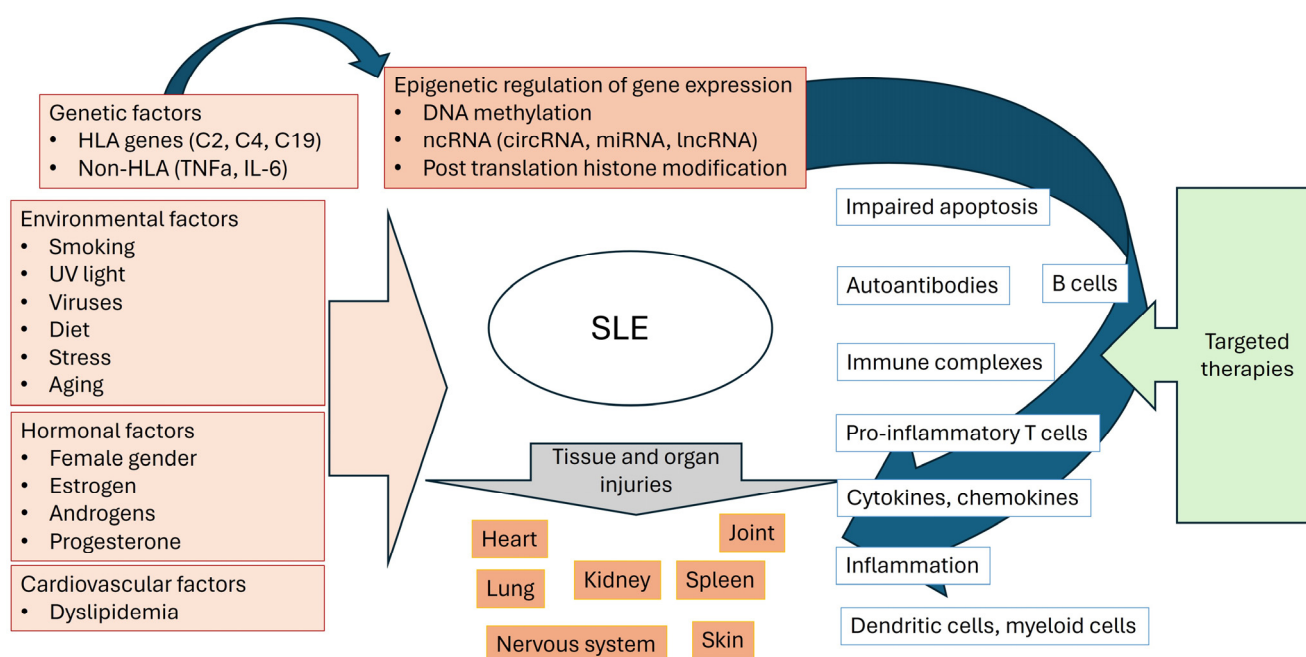 Genetic factors
• HLA genes (C2, C4, C19)
• Non-HLA (TNFa, IL-6)
Epigenetic regulation of gene expression
• DNA methylation
• ncRNA (circRNA, miRNA, lncRNA)
• Post translation histone modification
Environmental factors
• Smoking
• UV light
• Viruses
• Diet
• Stress
• Aging
Hormonal factors
• Female gender
• Estrogen
• Androgens
• Progesterone
Cardiovascular factors
• Dyslipidemia
SLE
Tissue and organ
injuries
Heart
Joint
Lung
Kidney
Spleen
Nervous system
Skin
Impaired apoptosis
Autoantibodies
B cells
Immune complexes
Pro-inflammatory T cells
Cytokines, chemokines
Inflammation
Dendritic cells, myeloid cells
Targeted
therapies